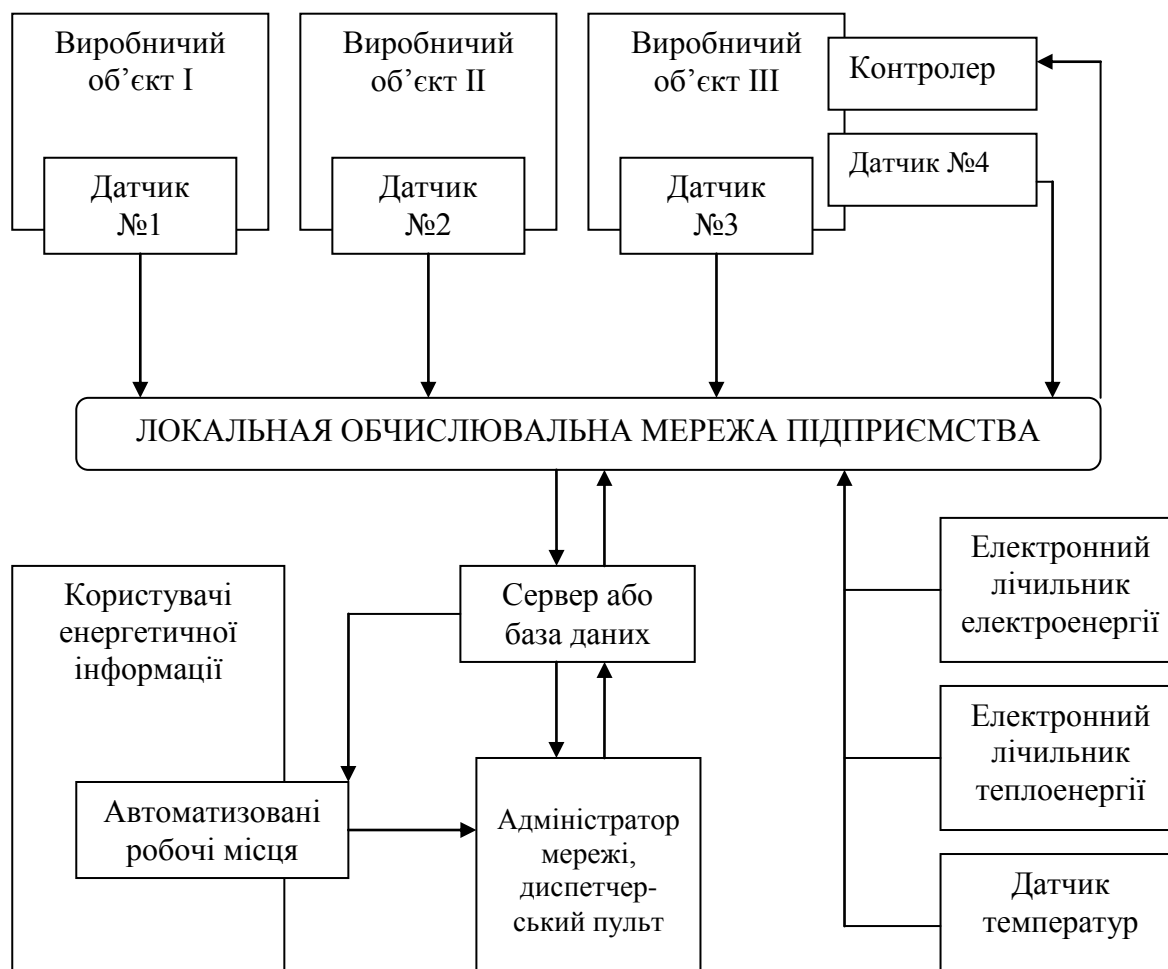 Виробничий
об’єкт І
Виробничий
об’єкт ІІ
Виробничий
об’єкт ІІІ
Контролер
Датчик №4
Датчик
№1
Датчик
№2
Датчик
№3
ЛОКАЛЬНАЯ ОБЧИСЛЮВАЛЬНА МЕРЕЖА ПІДПРИЄМСТВА
Користувачі
енергетичної
інформації
Сервер або
база даних
Електронний
лічильник
електроенергії
Електронний
лічильник
теплоенергії
Автоматизовані
робочі місця
Адміністратор
мережі,
диспетчер-
ський пульт
Датчик
температур